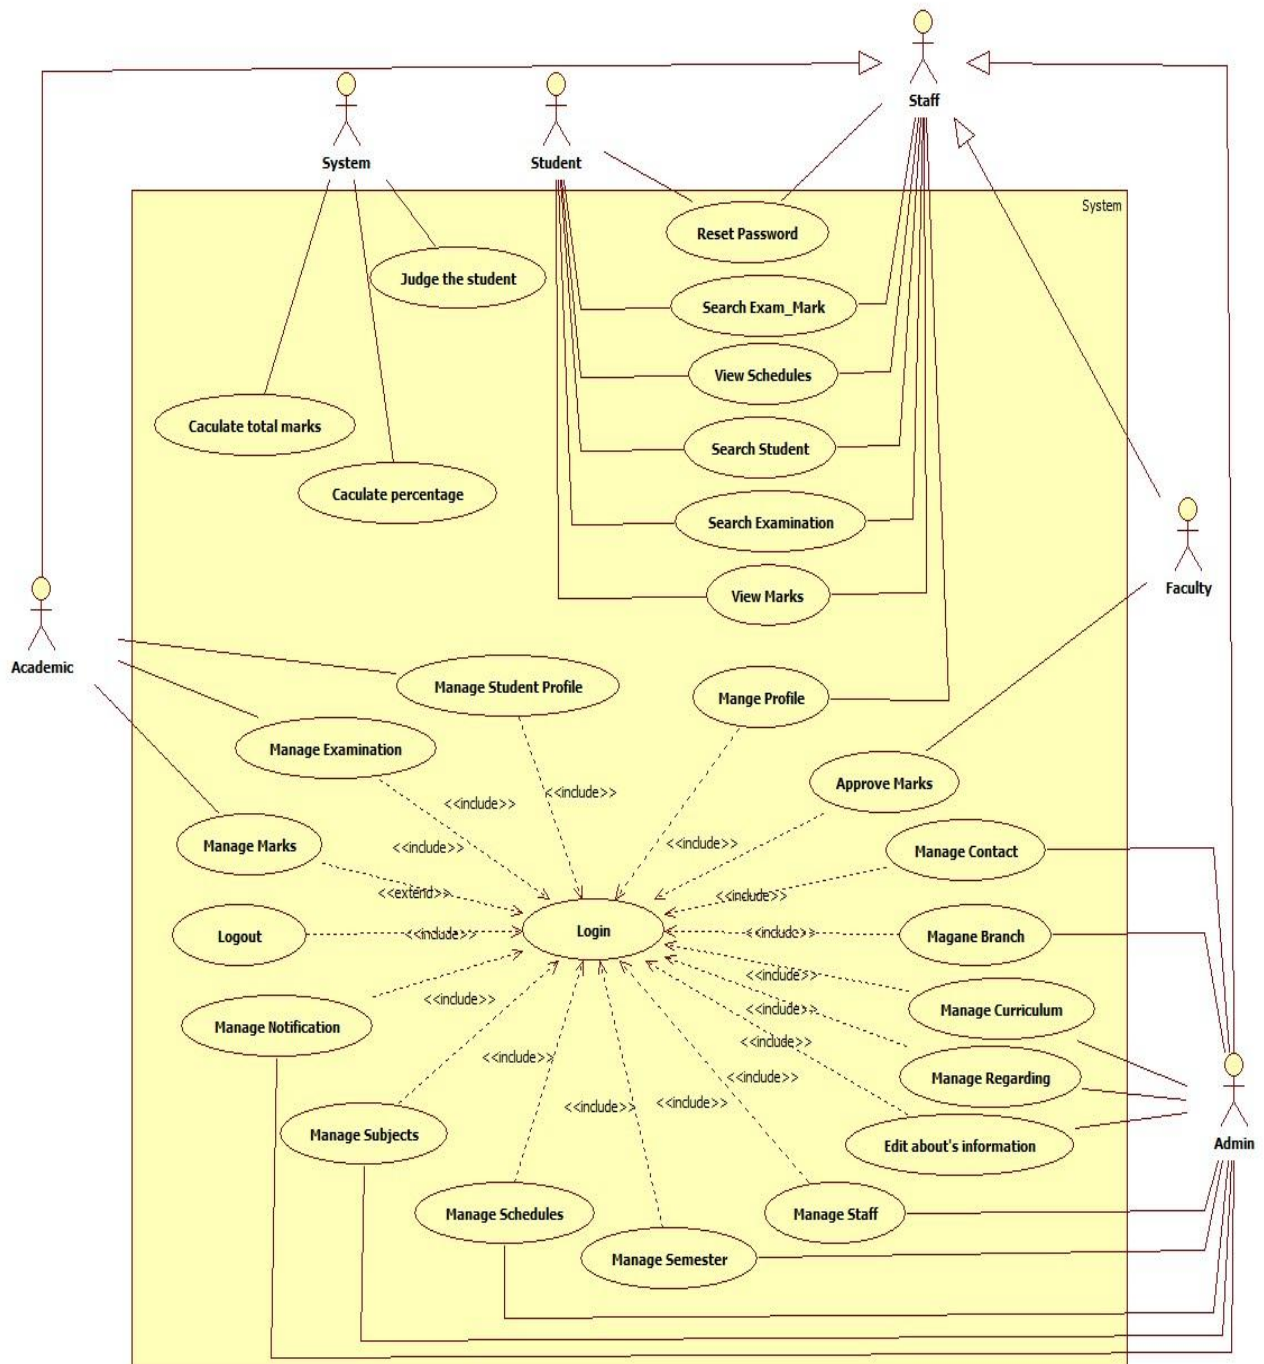 Staff
System
Student
System
Reset Password
Judge the student
Search Exam_Mark
View Schedules
Caculate total marks
Search Student
Caculate percentage
Search Examination
Faculty
View Marks
Academic
Manage Student Profile
Mange Profile
Manage Examination
Approve Marks
<<include>>
<<include>>
Manage Marks
<<include>>
<<include>>
Manage Contact
<<extend>>
<<include>>
Logout
<<include>>
Login
<<include>>
Magane Branch
<<include>>
Manage Notification
<<include>>
<<include>>
Manage Curriculum
<<include>>
<<include>>
<<include>>
Manage Regarding
<<include>>
<<include>>
Manage Subjects
Edit about's information
Admin
Manage Schedules
Manage Staff
Manage Semester